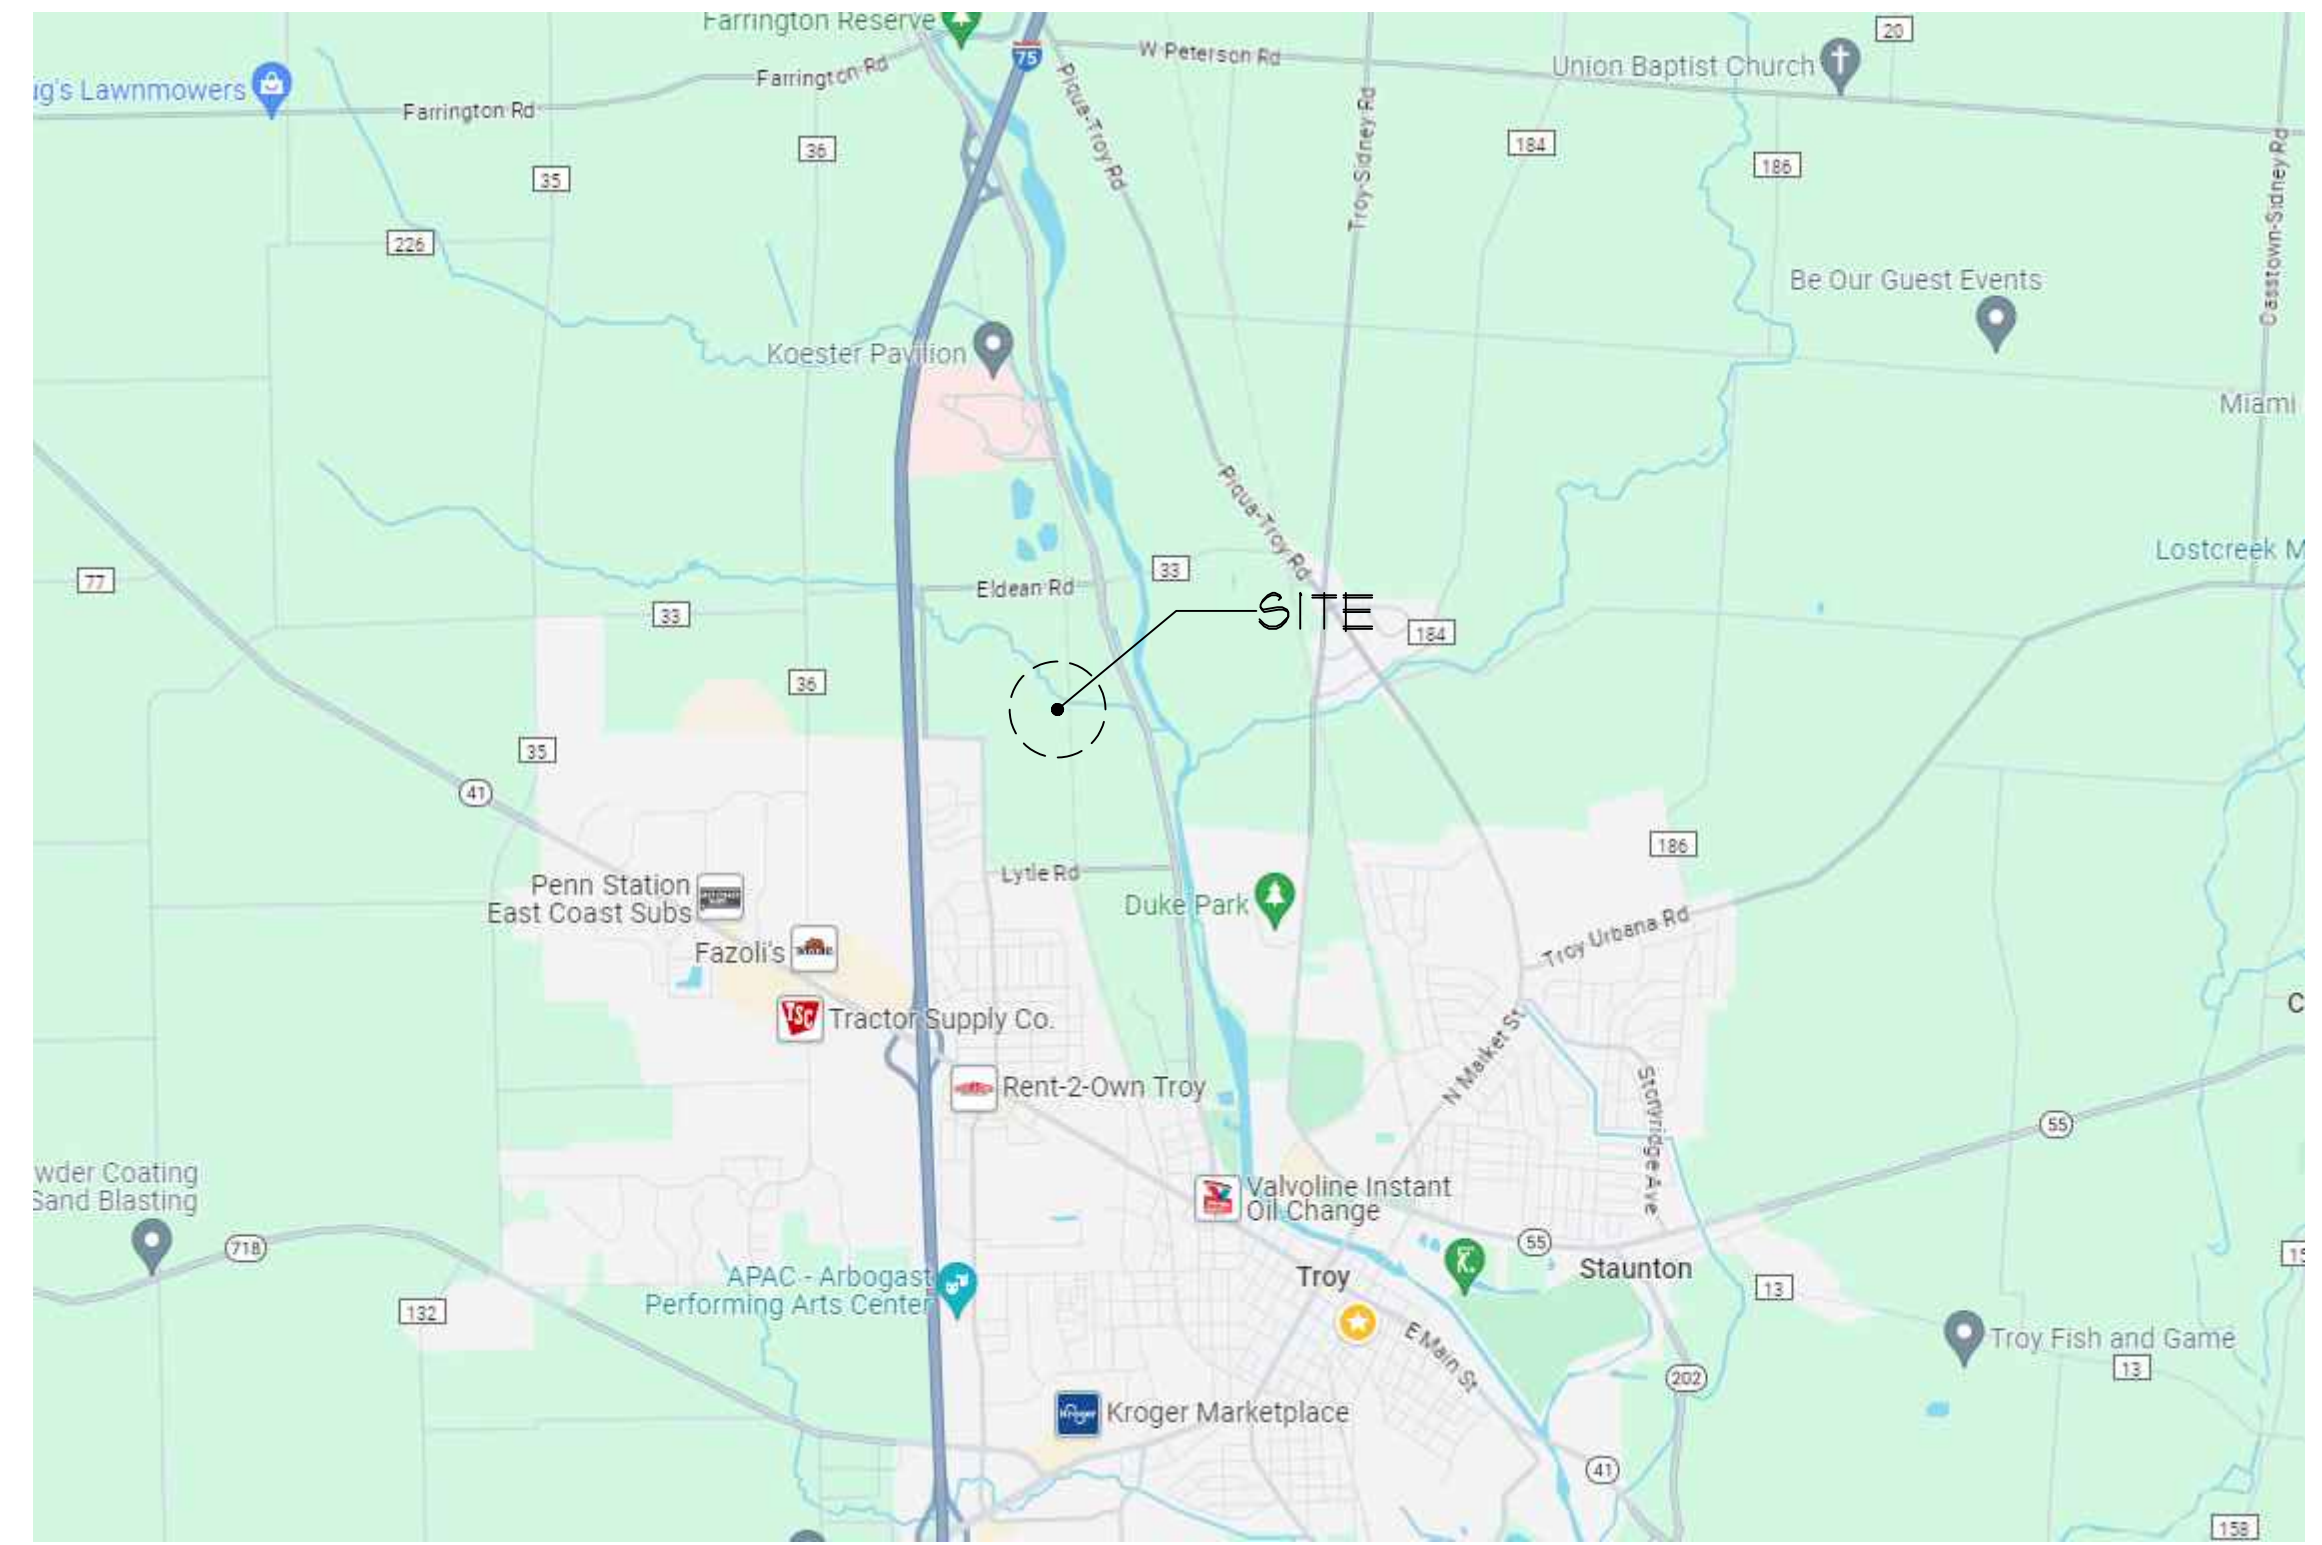 Farrington Reserve
20
75
W Peterson Rd
Union Baptist Church
Farrington Rd
ig's Lawnmowers
Farrington Rd
Piqua-Troy Rd
Troy-Sidney Rd
36
184
186
35
Casstown-Sidney Rd
226
Be Our Guest Events
Koester Pavilion
Miami
Piqua-Troy Rd
Lostcreek M
33
77
Eldean Rd
SITE
33
184
36
35
41
186
Lytle Rd
Penn Station
East Coast Subs
Duke Park
Troy Urbana Rd
Fazoli's
C
TSC
Tractor Supply Co.
N Market St
Rent-2-Own Troy
55
Stonyridge Ave
wder Coating
Sand Blasting
Valvoline Instant
Oil Change
718
55
15
Troy
Staunton
APAC - Arbogast
Performing Arts Center
K.
13
132
E Main St
Troy Fish and Game
13
202
Kroger
Kroger Marketplace
41
158